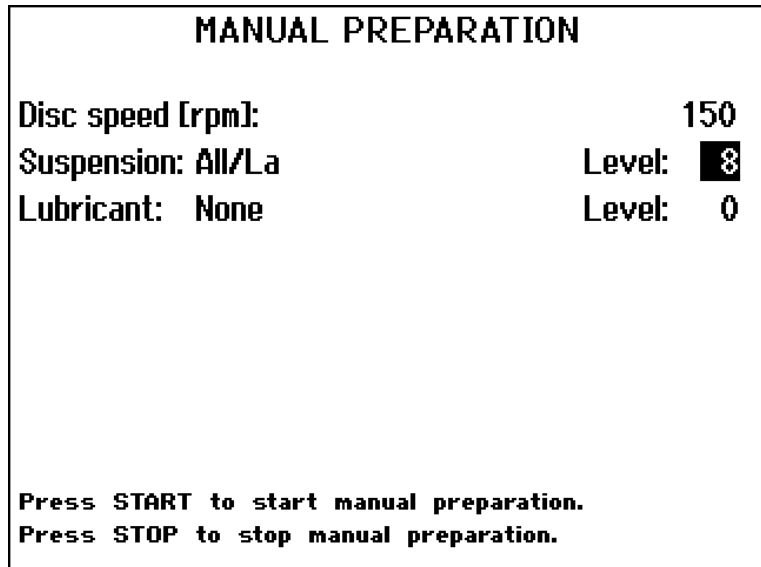 MANUAL PREPARATION
Disc speed [rpm]: 150
Suspension: All/La Level: 8
Lubricant: None Level: 0
Press START to start manual preparation.
Press STOP to stop manual preparation.